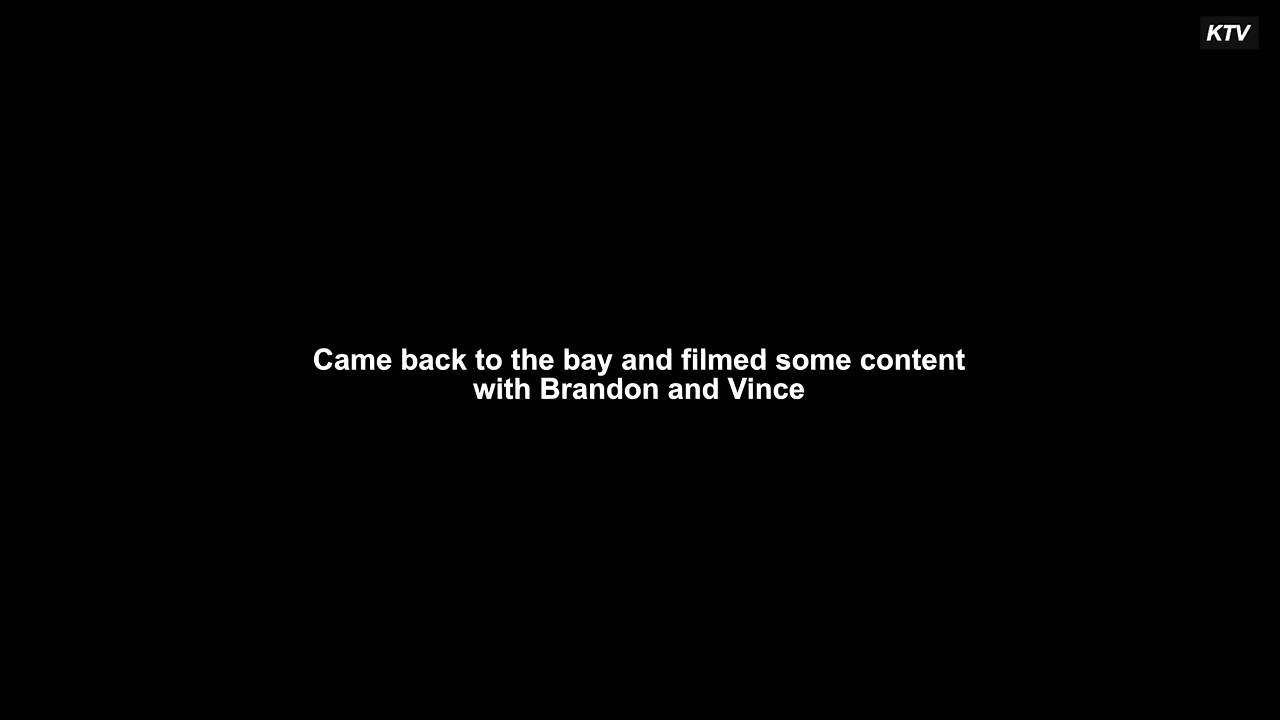 KTV
Came back to the bay and filmed some content
with Brandon and Vince